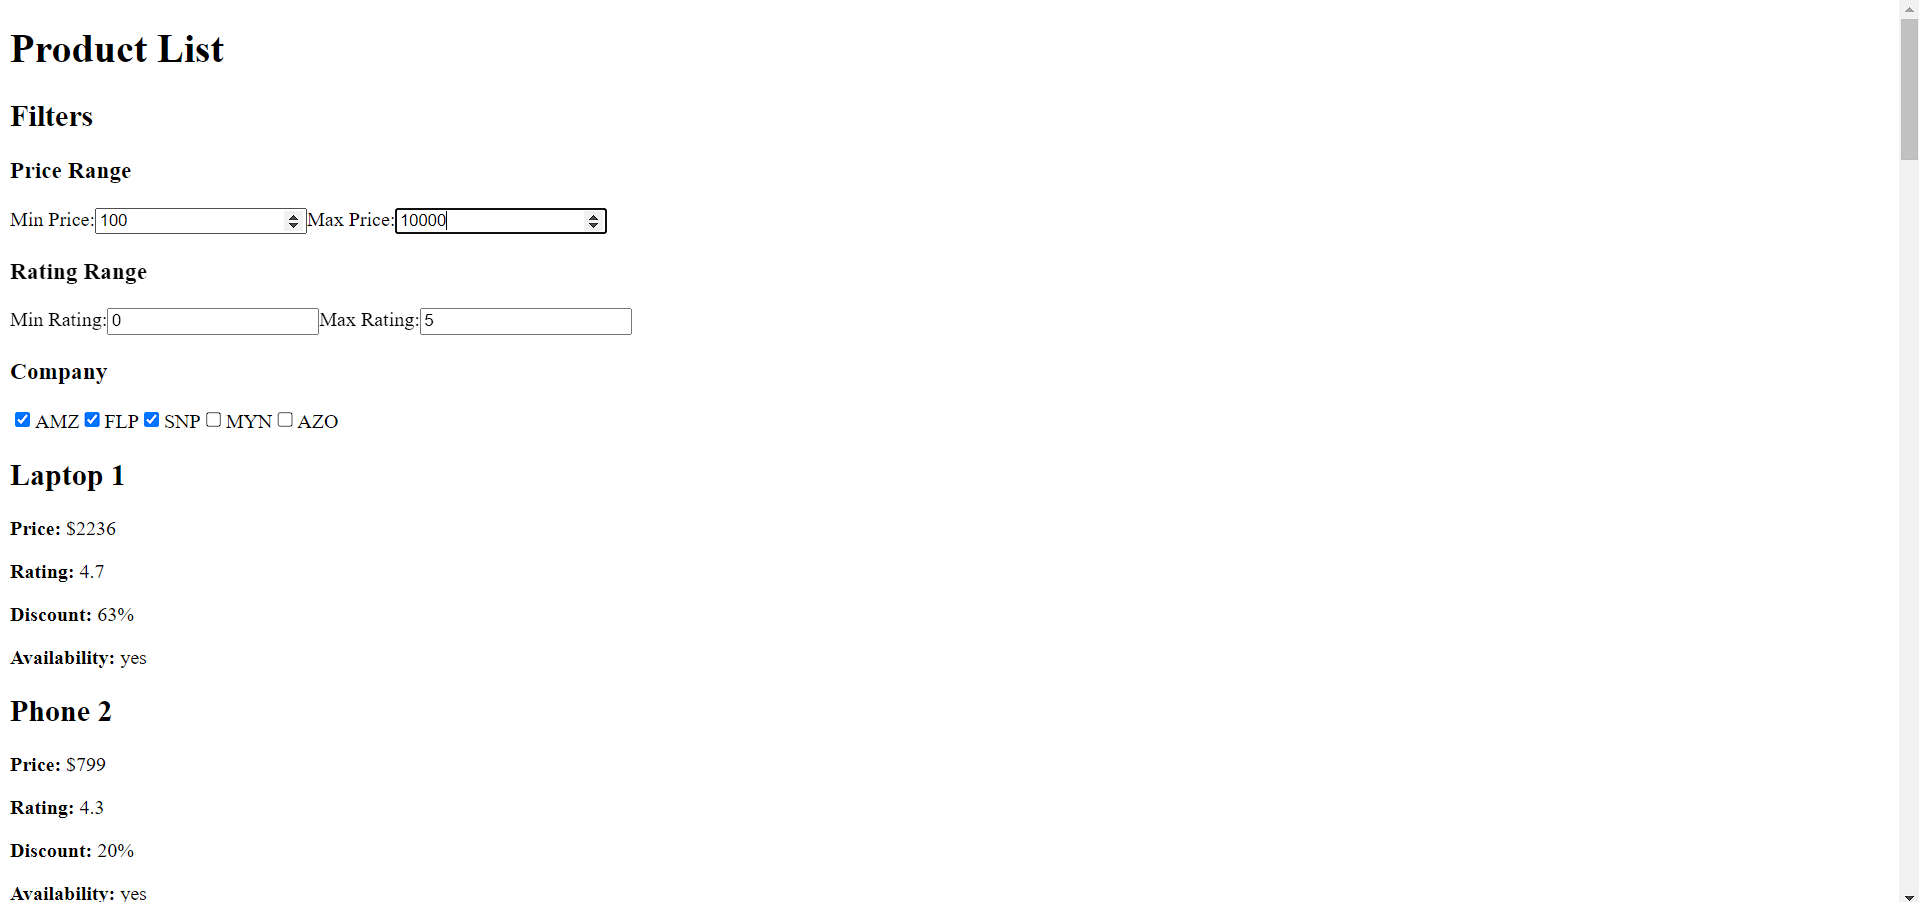 Product List
Filters
Price Range
Min Price: 100 Max Price: 10000
Rating Range
Min Rating: 0 Max Rating: 5
Company
AMZ FLP SNP MYN AZO
Laptop 1
Price: $2236
Rating: 4.7
Discount: 63%
Availability: yes
Phone 2
Price: $799
Rating: 4.3
Discount: 20%
Availability: yes